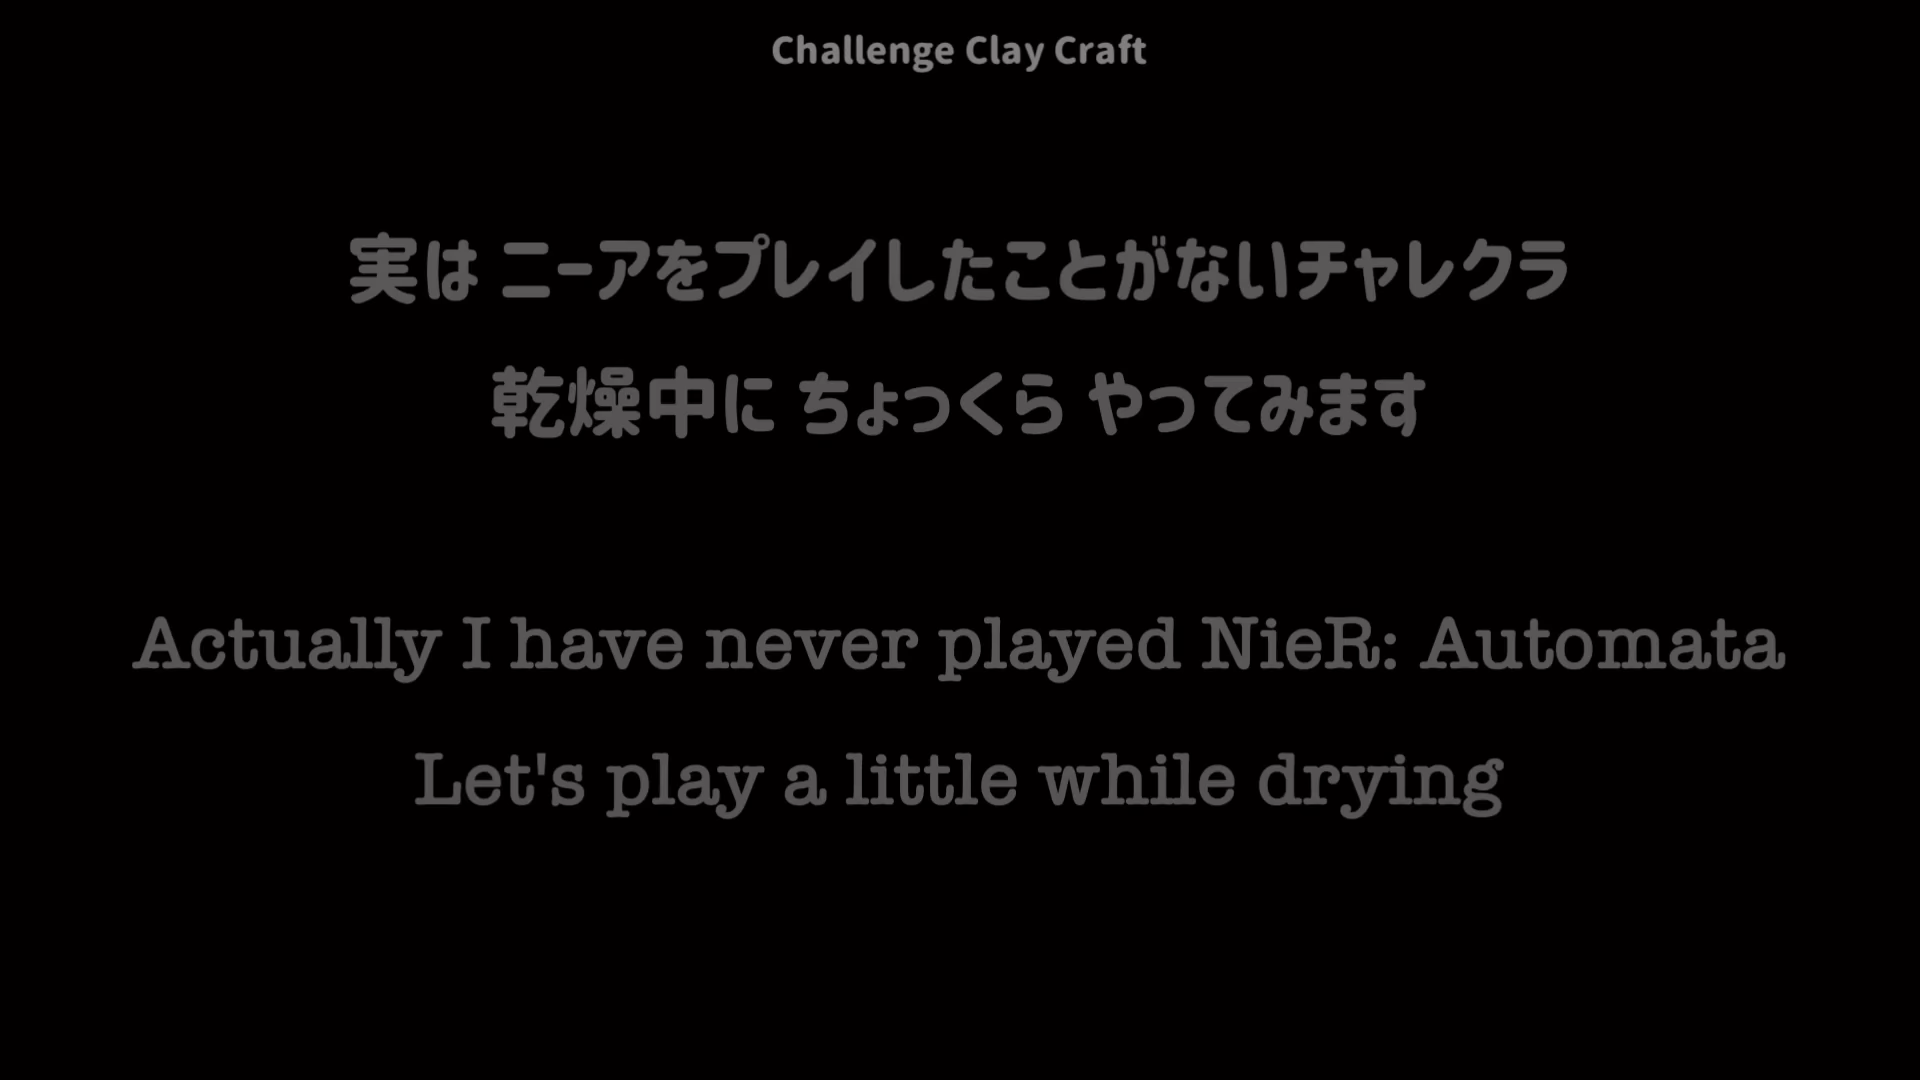 Challenge Clay Craft
実は ニーアをプレイしたことがないチャレクラ
乾燥中に ちょっくら やってみます
Actually I have never played NieR: Automata
Let's play a little while drying